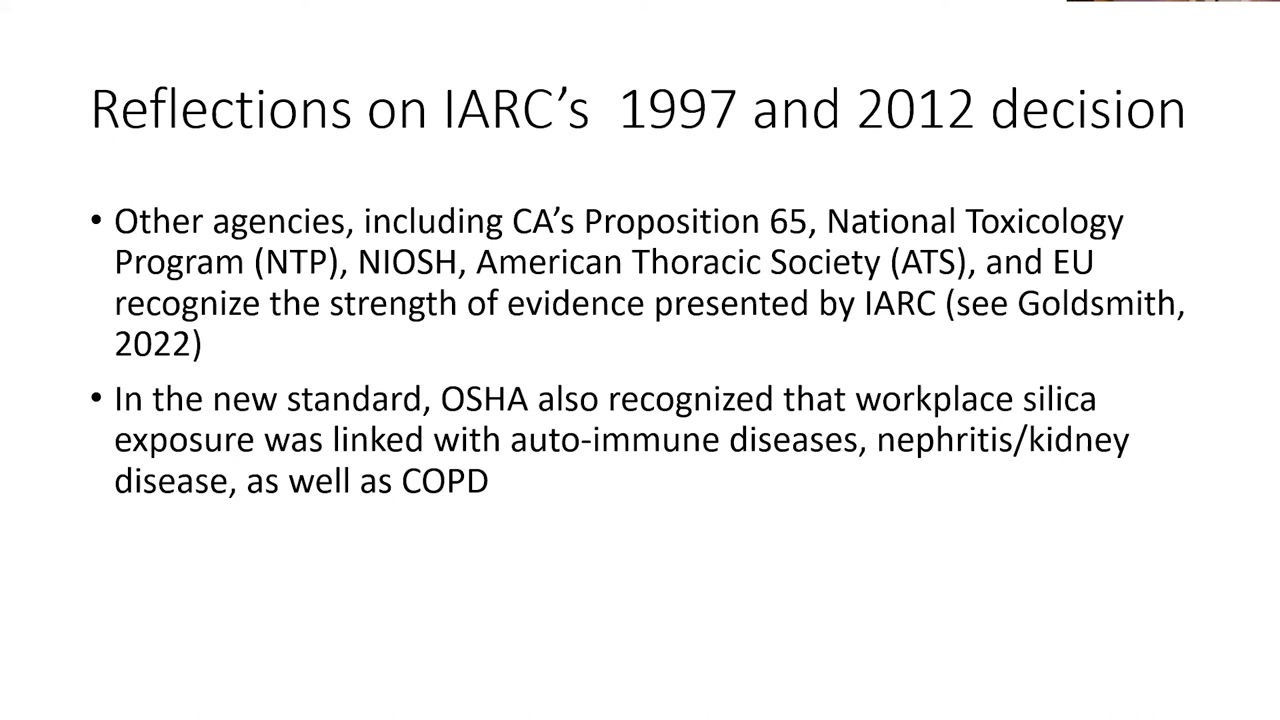 Reflections on IARC's  1997 and 2012 decision
• Other agencies, including CA's Proposition 65, National Toxicology
Program (NTP), NIOSH, American Thoracic Society (ATS), and EU
recognize the strength of evidence presented by IARC (see Goldsmith,
2022)
• In the new standard, OSHA also recognized that workplace silica
exposure was linked with auto-immune diseases, nephritis/kidney
disease, as well as COPD